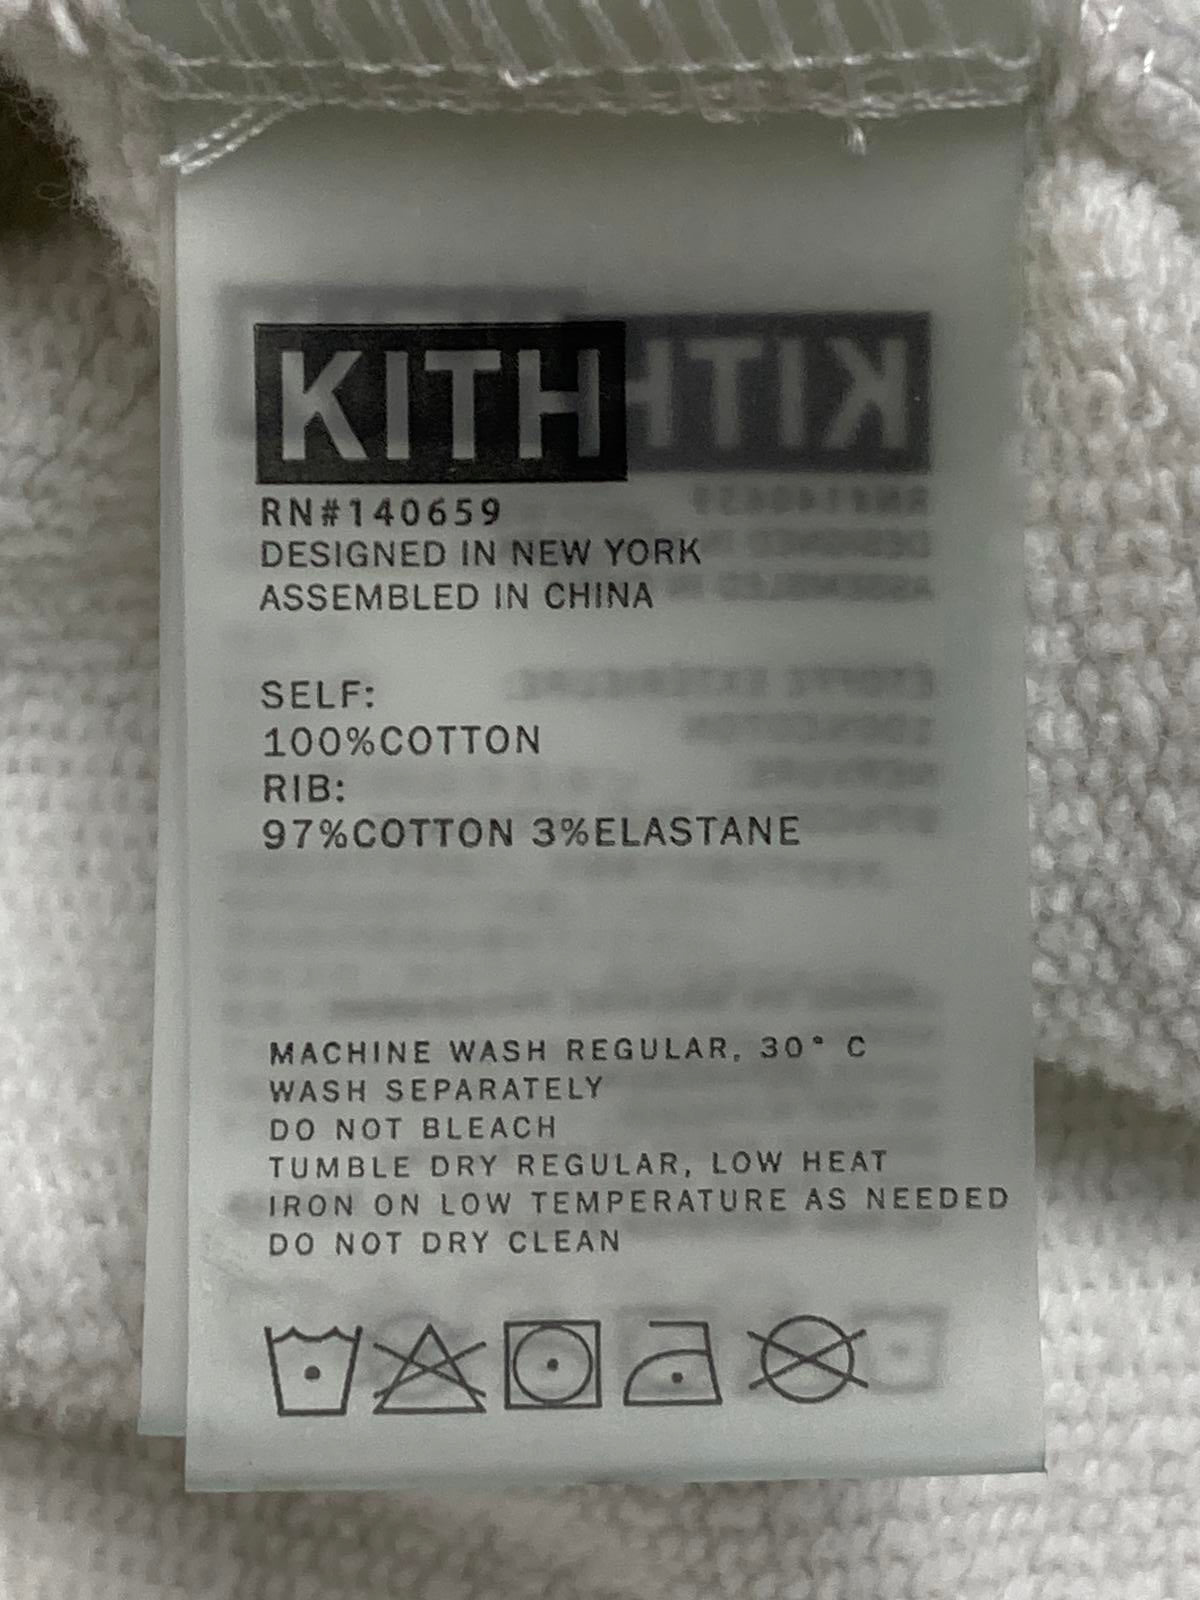 KITH
RN#140659
DESIGNED IN NEW YORK
ASSEMBLED IN CHINA
SELF:
100%COTTON
RIB:
97%COTTON 3%ELASTANE
MACHINE WASH REGULAR, 30° C
WASH SEPARATELY
DO NOT BLEACH
TUMBLE DRY REGULAR, LOW HEAT
IRON ON LOW TEMPERATURE AS NEEDED
DO NOT DRY CLEAN